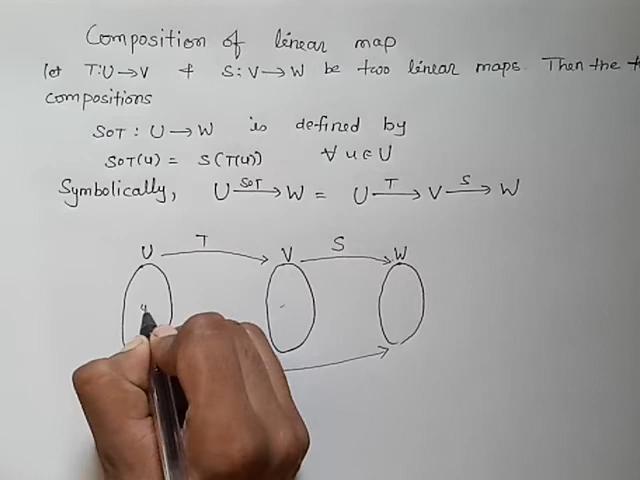 Composition of linear map
let T:U→V & S:V→W be two linear maps. Then the
compositions
SoT : U → W is defined by
SoT(u) = S(T(u)) ∀ u ∈ U
Symbolically, U —SoT→ W = U —T→ V —S→ W
U T V S W
u